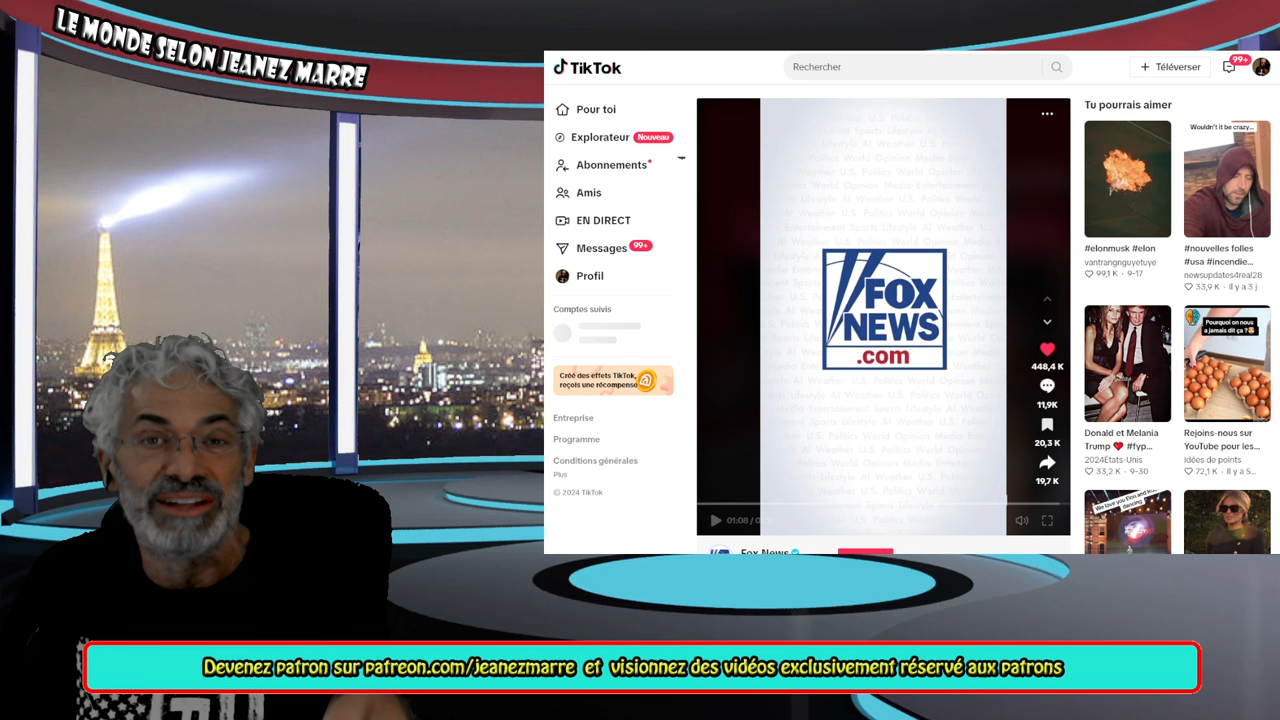 LE MONDE SELON JEANEZ MARRE
TikTok
Rechercher
Téléverser
99+
Pour toi
Explorateur Nouveau
Abonnements
Amis
EN DIRECT
Messages 99+
Profil
Comptes suivis
Créé des effets TikTok,
reçois une récompense
Entreprise
Programme
Conditions générales
Plus
© 2024 TikTok
FOX
NEWS
.com
448,4 K
11,9K
20,3 K
19,7 K
01:08
Fox News
Tu pourrais aimer
#elonmusk #elon
vantrangnguyetuye
99,1 K · 9-17
Wouldn't it be crazy...
#nouvelles folles
#usa #incendie...
newsupdates4real28
33,9 K · Il y a 3 j
Donald et Melania
Trump ❤️ #fyp...
2024États-Unis
33,2 K · 9-30
Pourquoi on nous
a jamais dit ça ?
Rejoins-nous sur
YouTube pour les...
Idées de points
72,1 K · Il y a 5...
dancing
Devenez patron sur patreon.com/jeanezmarre et visionnez des vidéos exclusivement réservé aux patrons